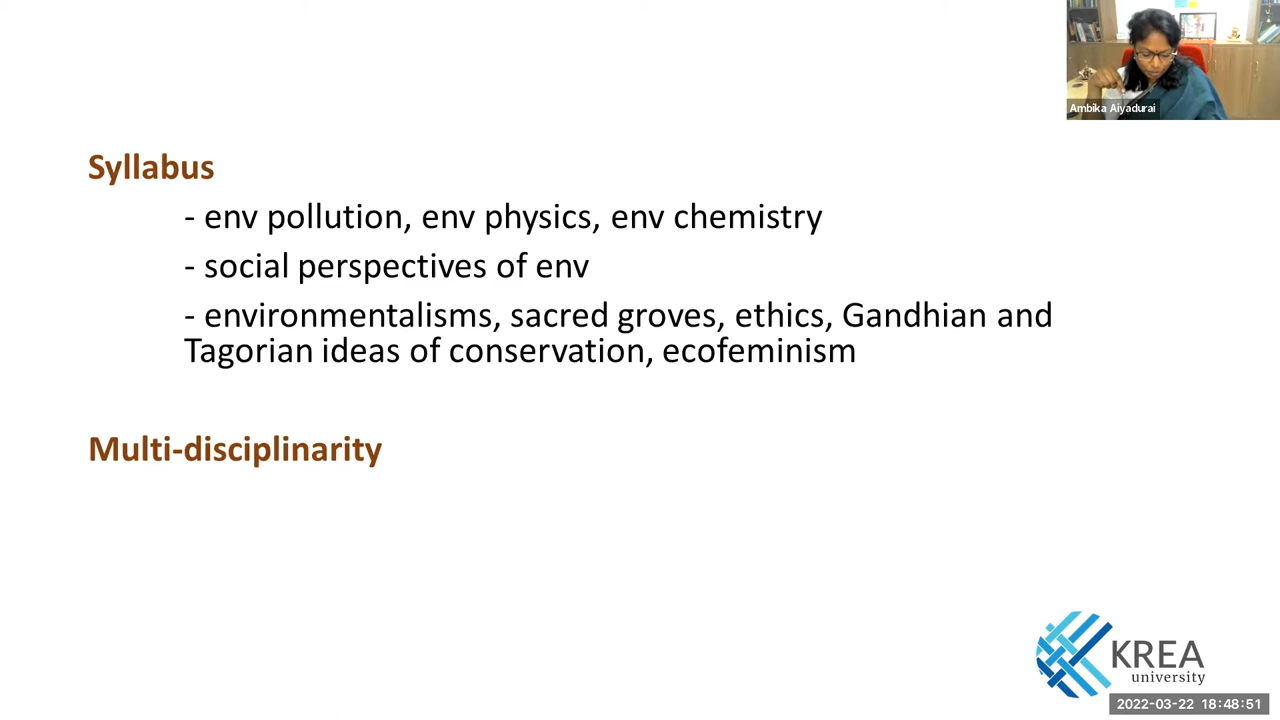 Ambika Aiyadurai
Syllabus
- env pollution, env physics, env chemistry
- social perspectives of env
- environmentalisms, sacred groves, ethics, Gandhian and
Tagorian ideas of conservation, ecofeminism
Multi-disciplinarity
KREA
university
2022-03-22 18:48:51